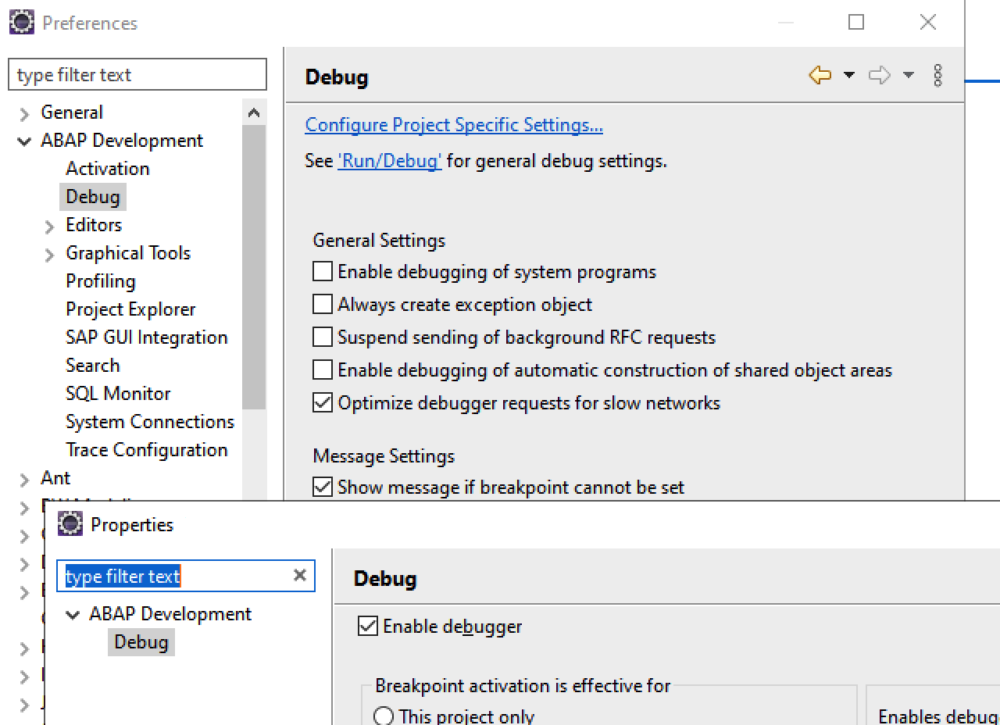 Preferences
type filter text
General
ABAP Development
Activation
Debug
Editors
Graphical Tools
Profiling
Project Explorer
SAP GUI Integration
Search
SQL Monitor
System Connections
Trace Configuration
Ant
Debug
Configure Project Specific Settings...
See 'Run/Debug' for general debug settings.
General Settings
Enable debugging of system programs
Always create exception object
Suspend sending of background RFC requests
Enable debugging of automatic construction of shared object areas
Optimize debugger requests for slow networks
Message Settings
Show message if breakpoint cannot be set
Properties
type filter text
ABAP Development
Debug
Debug
Enable debugger
Breakpoint activation is effective for
This project only
Enables debug